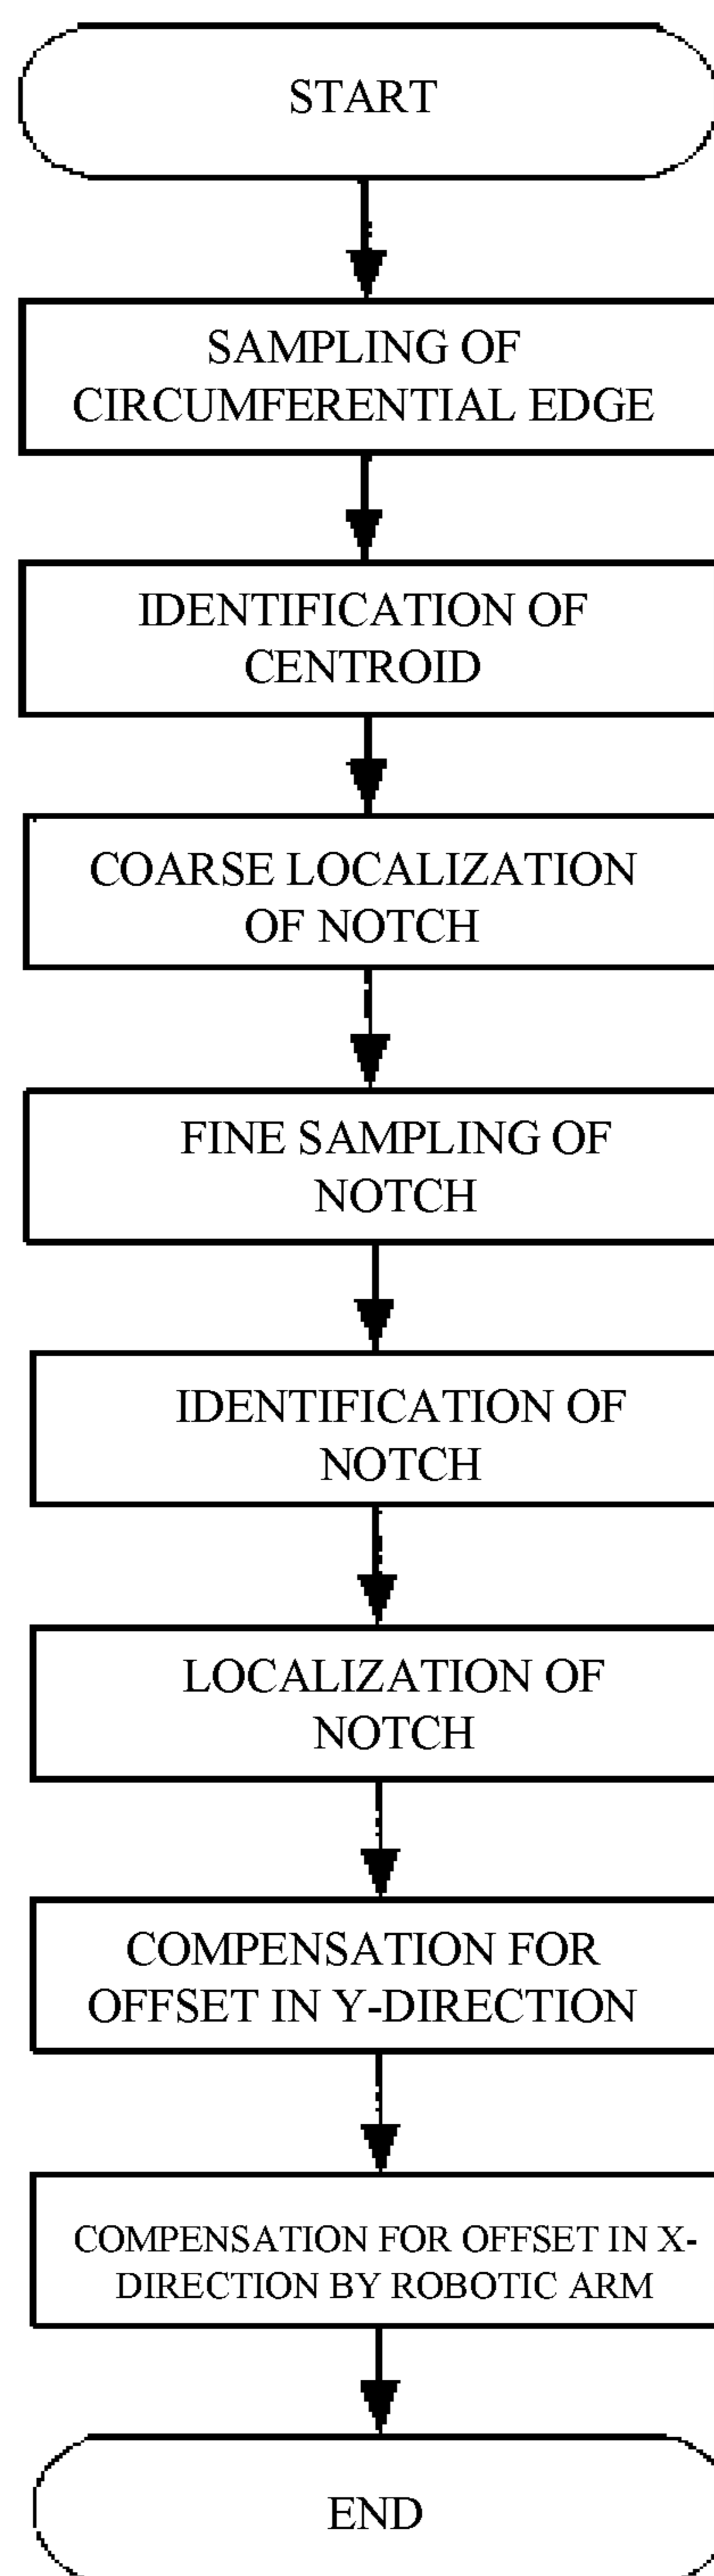 START
SAMPLING OF
CIRCUMFERENTIAL EDGE
IDENTIFICATION OF
CENTROID
COARSE LOCALIZATION
OF NOTCH
FINE SAMPLING OF
NOTCH
IDENTIFICATION OF
NOTCH
LOCALIZATION OF
NOTCH
COMPENSATION FOR
OFFSET IN Y-DIRECTION
COMPENSATION FOR OFFSET IN X-
DIRECTION BY ROBOTIC ARM
END